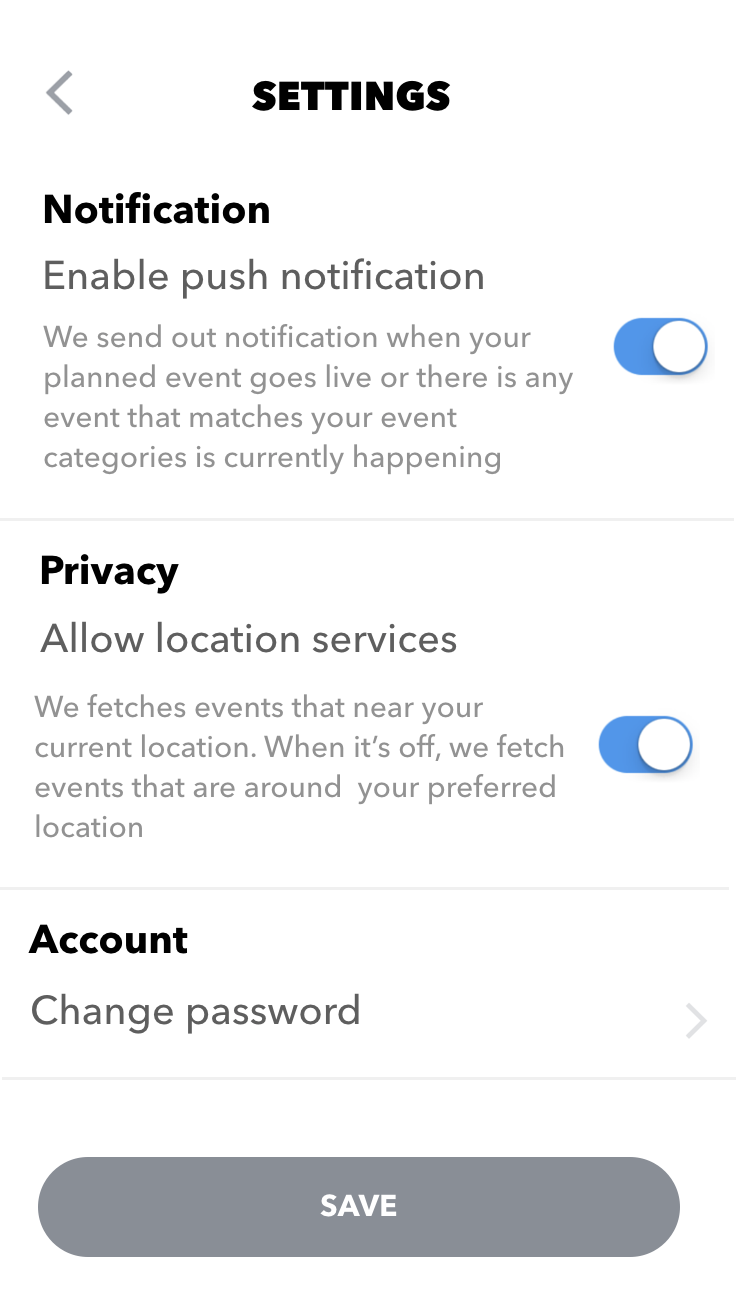 SETTINGS
Notification
Enable push notification
We send out notification when your
planned event goes live or there is any
event that matches your event
categories is currently happening
Privacy
Allow location services
We fetches events that near your
current location. When it’s off, we fetch
events that are around  your preferred
location
Account
Change password
SAVE